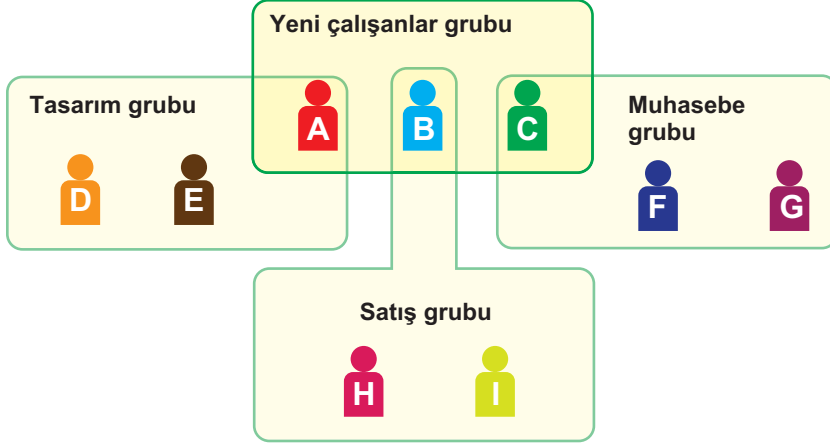 Yeni çalışanlar grubu
Tasarım grubu
A
B
C
Muhasebe
grubu
D
E
F
G
Satış grubu
H
I